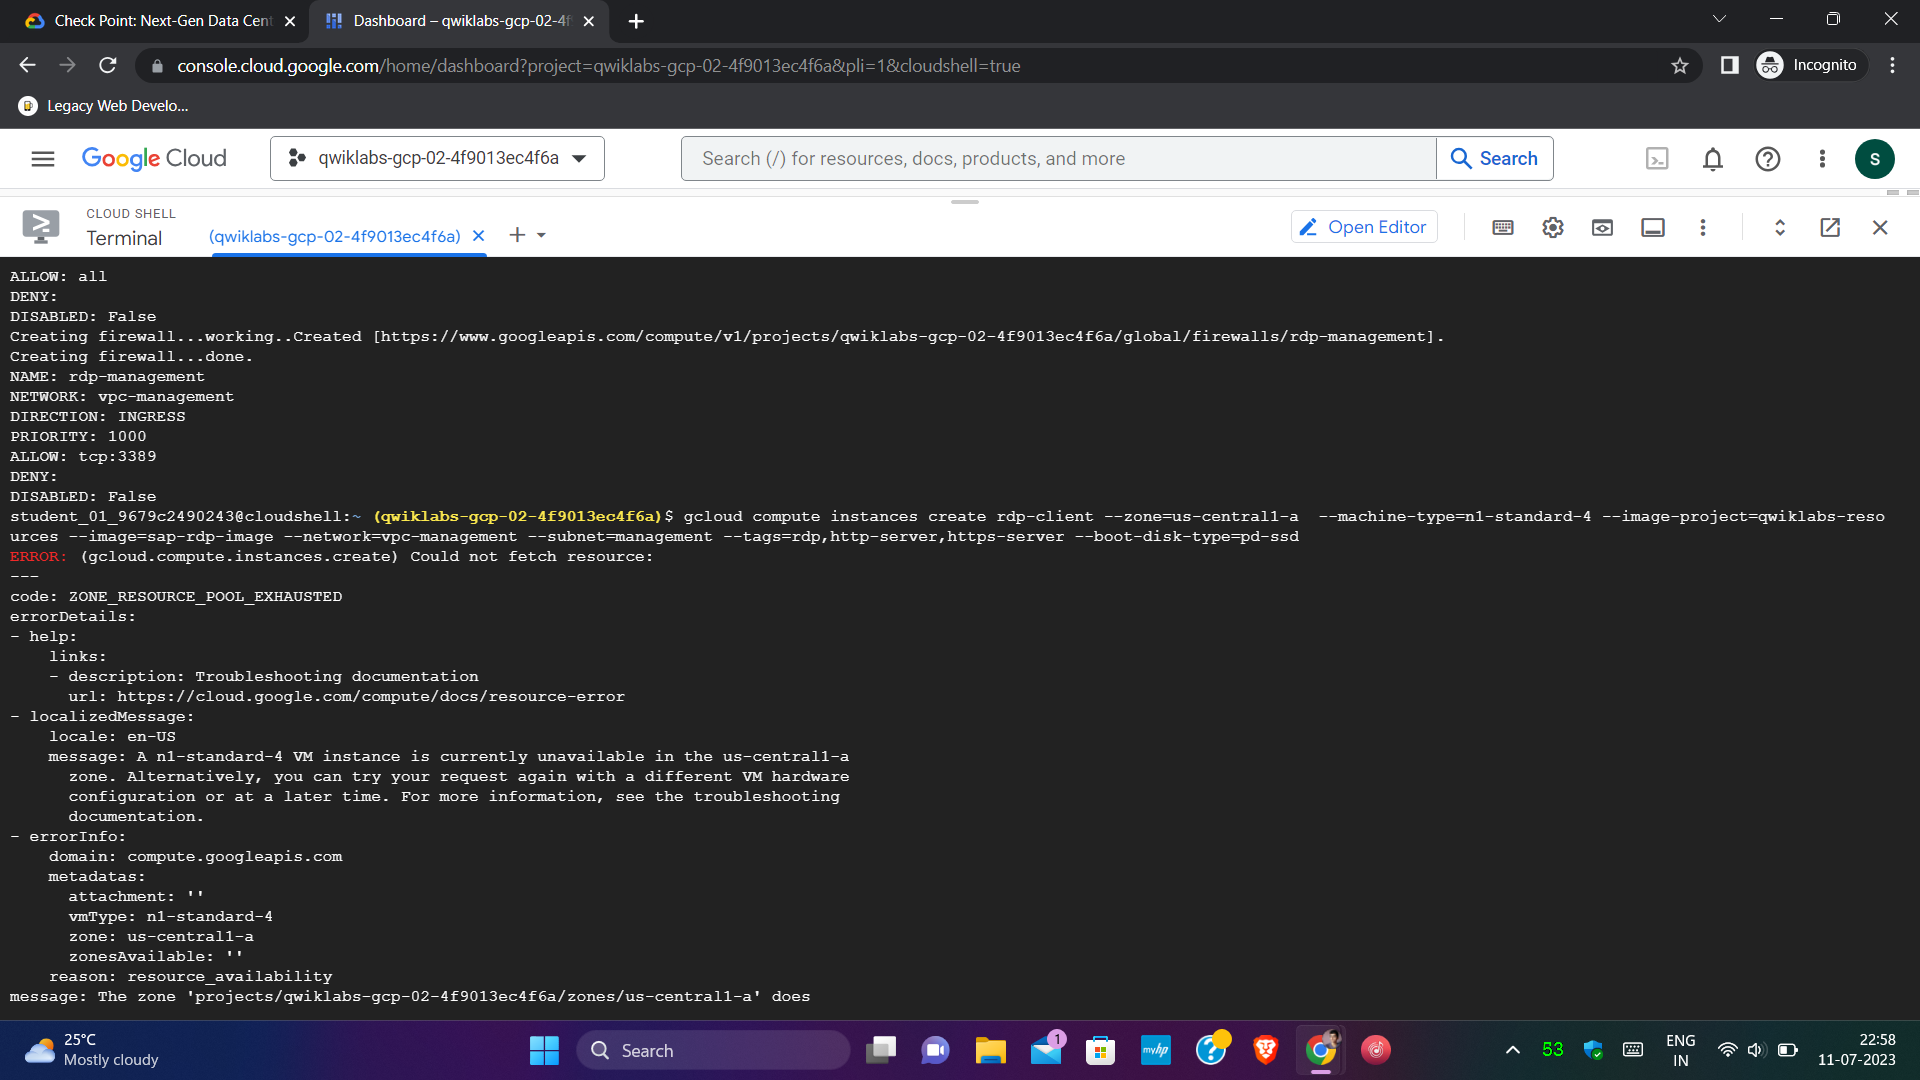 Check Point: Next-Gen Data Cent
Dashboard – qwiklabs-gcp-02-4f
console.cloud.google.com/home/dashboard?project=qwiklabs-gcp-02-4f9013ec4f6a&pli=1&cloudshell=true
Incognito
Legacy Web Develo...
Google Cloud
qwiklabs-gcp-02-4f9013ec4f6a
Search (/) for resources, docs, products, and more
Search
S
CLOUD SHELL
Terminal
(qwiklabs-gcp-02-4f9013ec4f6a)
Open Editor
ALLOW: all
DENY:
DISABLED: False
Creating firewall...working..Created [https://www.googleapis.com/compute/v1/projects/qwiklabs-gcp-02-4f9013ec4f6a/global/firewalls/rdp-management].
Creating firewall...done.
NAME: rdp-management
NETWORK: vpc-management
DIRECTION: INGRESS
PRIORITY: 1000
ALLOW: tcp:3389
DENY:
DISABLED: False
student_01_9679c2490243@cloudshell:~ (qwiklabs-gcp-02-4f9013ec4f6a)$ gcloud compute instances create rdp-client --zone=us-central1-a  --machine-type=n1-standard-4 --image-project=qwiklabs-reso
urces --image=sap-rdp-image --network=vpc-management --subnet=management --tags=rdp,http-server,https-server --boot-disk-type=pd-ssd
ERROR: (gcloud.compute.instances.create) Could not fetch resource:
---
code: ZONE_RESOURCE_POOL_EXHAUSTED
errorDetails:
- help:
links:
- description: Troubleshooting documentation
url: https://cloud.google.com/compute/docs/resource-error
- localizedMessage:
locale: en-US
message: A n1-standard-4 VM instance is currently unavailable in the us-central1-a
zone. Alternatively, you can try your request again with a different VM hardware
configuration or at a later time. For more information, see the troubleshooting
documentation.
- errorInfo:
domain: compute.googleapis.com
metadatas:
attachment: ''
vmType: n1-standard-4
zone: us-central1-a
zonesAvailable: ''
reason: resource_availability
message: The zone 'projects/qwiklabs-gcp-02-4f9013ec4f6a/zones/us-central1-a' does
25°C
Mostly cloudy
Search
1
myhp
53
ENG
IN
22:58
11-07-2023